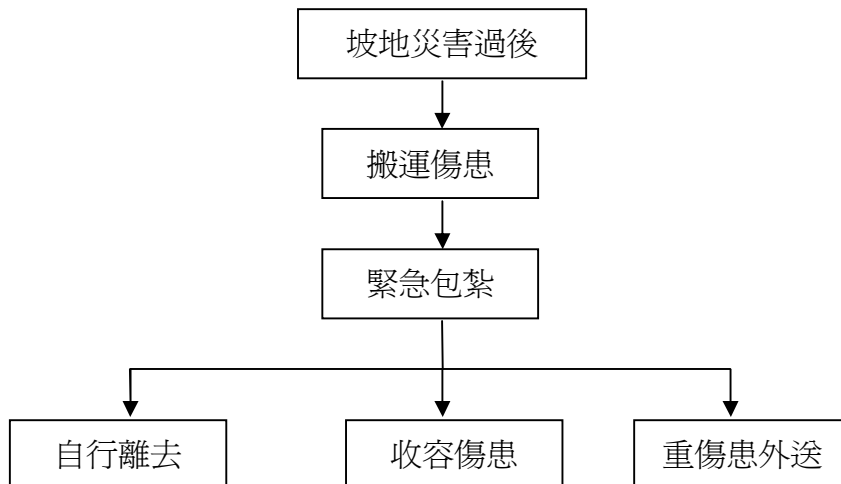 坡地災害過後
搬運傷患
緊急包紮
自行離去
收容傷患
重傷患外送